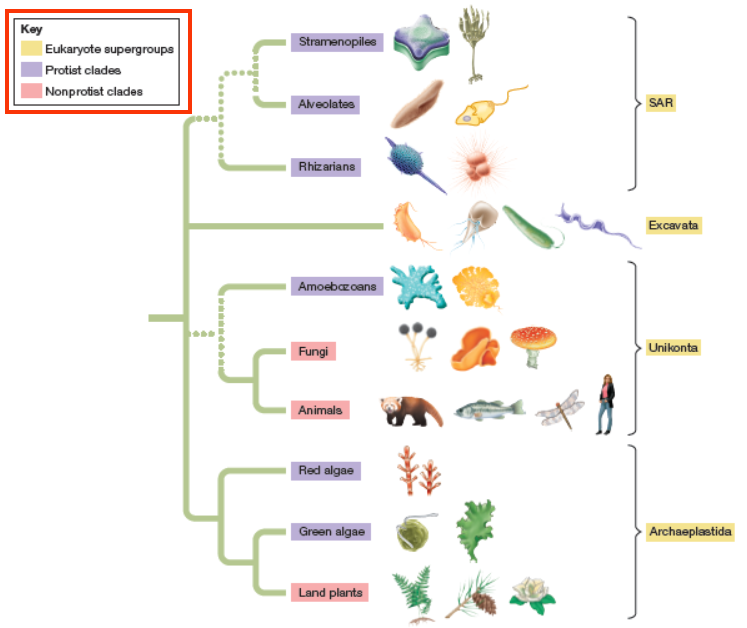 Key
Eukaryote supergroups
Protist clades
Nonprotist clades
Stramenopiles
Alveolates
SAR
Rhizarians
Excavata
Amoebozoans
Fungi
Unikonta
Animals
Red algae
Green algae
Archaeplastida
Land plants